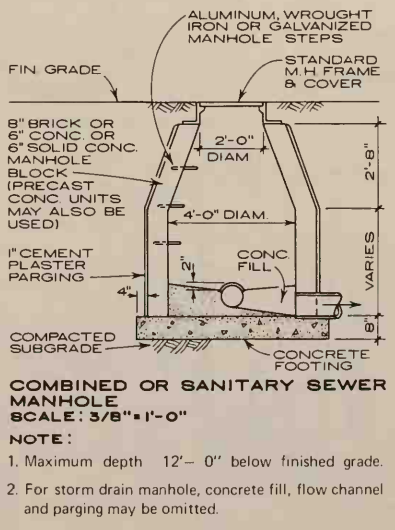 ALUMINUM, WROUGHT
IRON OR GALVANIZED
MANHOLE STEPS
FIN. GRADE
STANDARD
M.H. FRAME
& COVER
8" BRICK OR
6" CONC. OR
6" SOLID CONC.
MANHOLE
BLOCK
(PRECAST
CONC. UNITS
MAY ALSO BE
USED)
2'-0"
DIAM
2'-8"
4'-0" DIAM.
1" CEMENT
PLASTER
PARGING
2"
CONC.
FILL
VARIES
4"
8"
COMPACTED
SUBGRADE
CONCRETE
FOOTING
COMBINED OR SANITARY SEWER
MANHOLE
SCALE: 3/8"=1'-0"
NOTE:
1. Maximum depth 12'– 0" below finished grade.
2. For storm drain manhole, concrete fill, flow channel
and parging may be omitted.